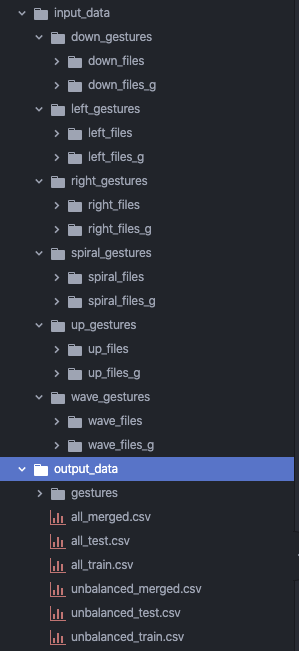 input_data
down_gestures
down_files
down_files_g
left_gestures
left_files
left_files_g
right_gestures
right_files
right_files_g
spiral_gestures
spiral_files
spiral_files_g
up_gestures
up_files
up_files_g
wave_gestures
wave_files
wave_files_g
output_data
gestures
all_merged.csv
all_test.csv
all_train.csv
unbalanced_merged.csv
unbalanced_test.csv
unbalanced_train.csv